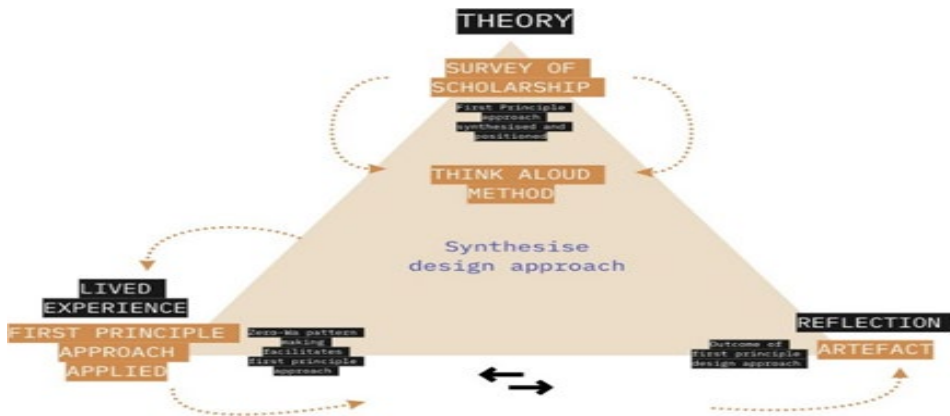 THEORY
SURVEY OF
SCHOLARSHIP
First Principle
approach
synthesised and
positioned
THINK ALOUD
METHOD
Synthesise
design approach
LIVED
EXPERIENCE
FIRST PRINCIPLE
APPROACH
APPLIED
Zero-Wa pattern
making
facilitates
first principle
approach
REFLECTION
ARTEFACT
Outcome of
first principle
design approach